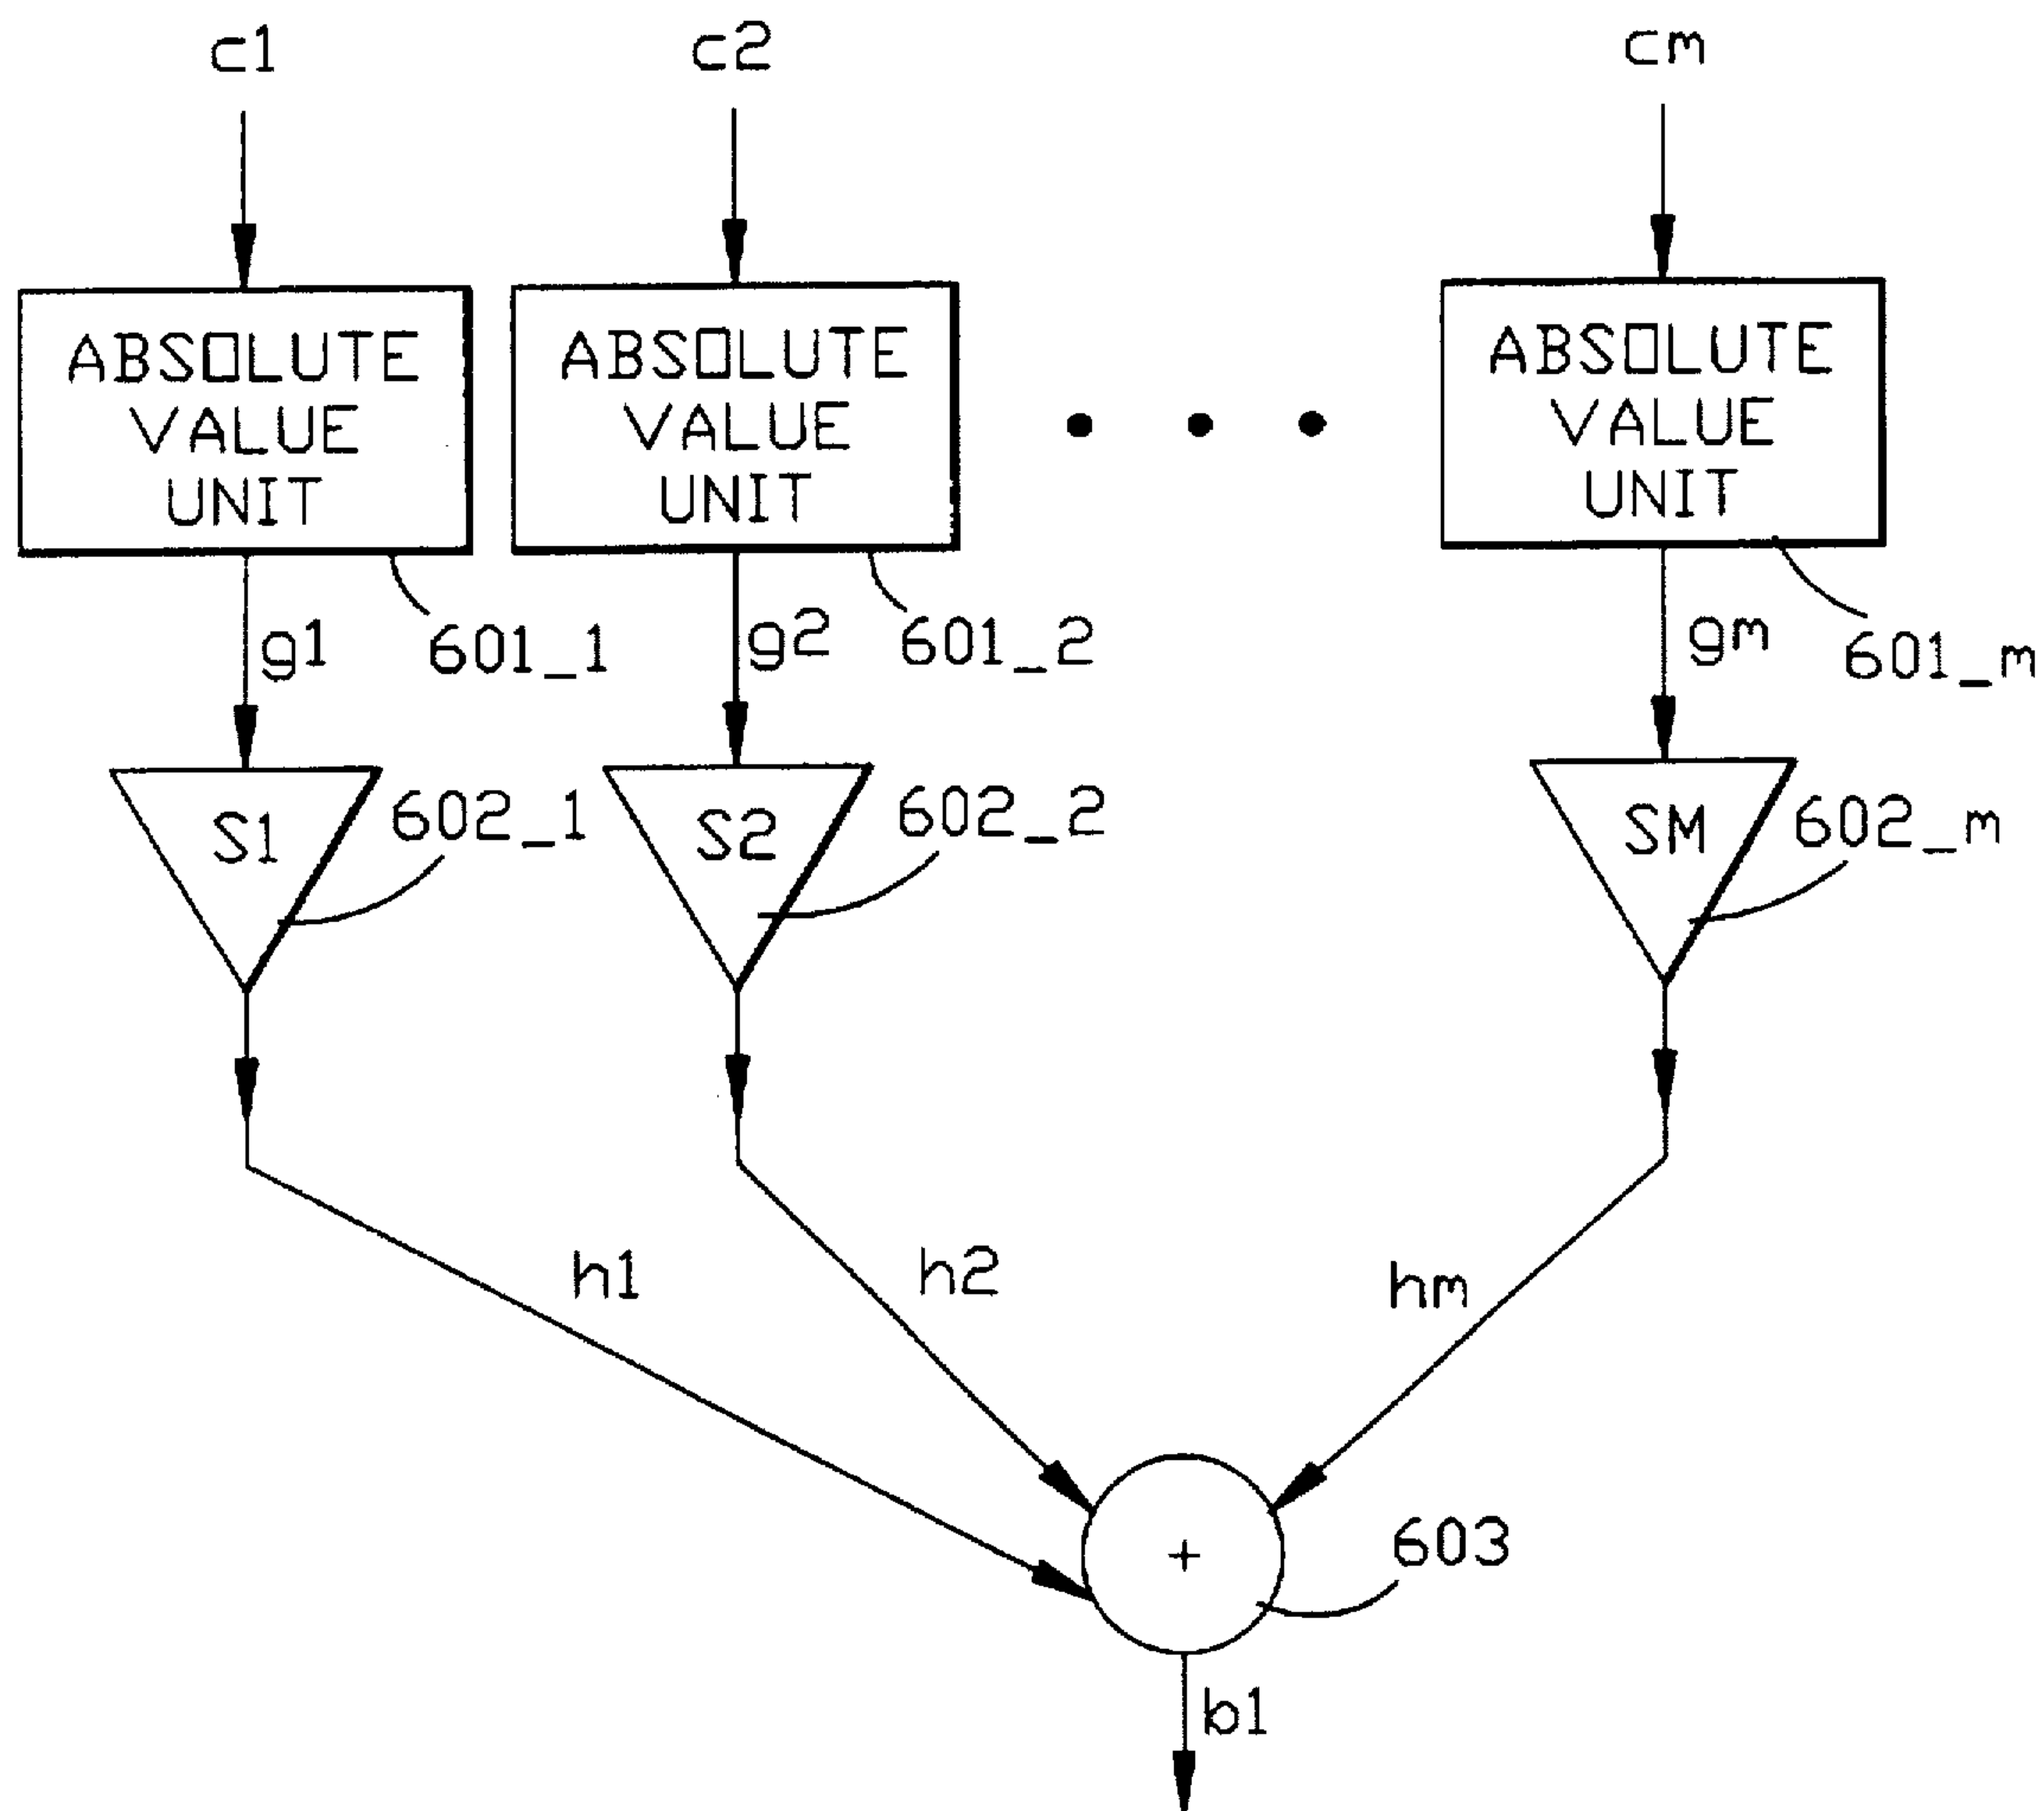 c1
c2
cm
ABSOLUTE
VALUE
UNIT
ABSOLUTE
VALUE
UNIT
ABSOLUTE
VALUE
UNIT
g1
601_1
g2
601_2
gm
601_m
S1
602_1
S2
602_2
SM
602_m
h1
h2
hm
+
603
b1